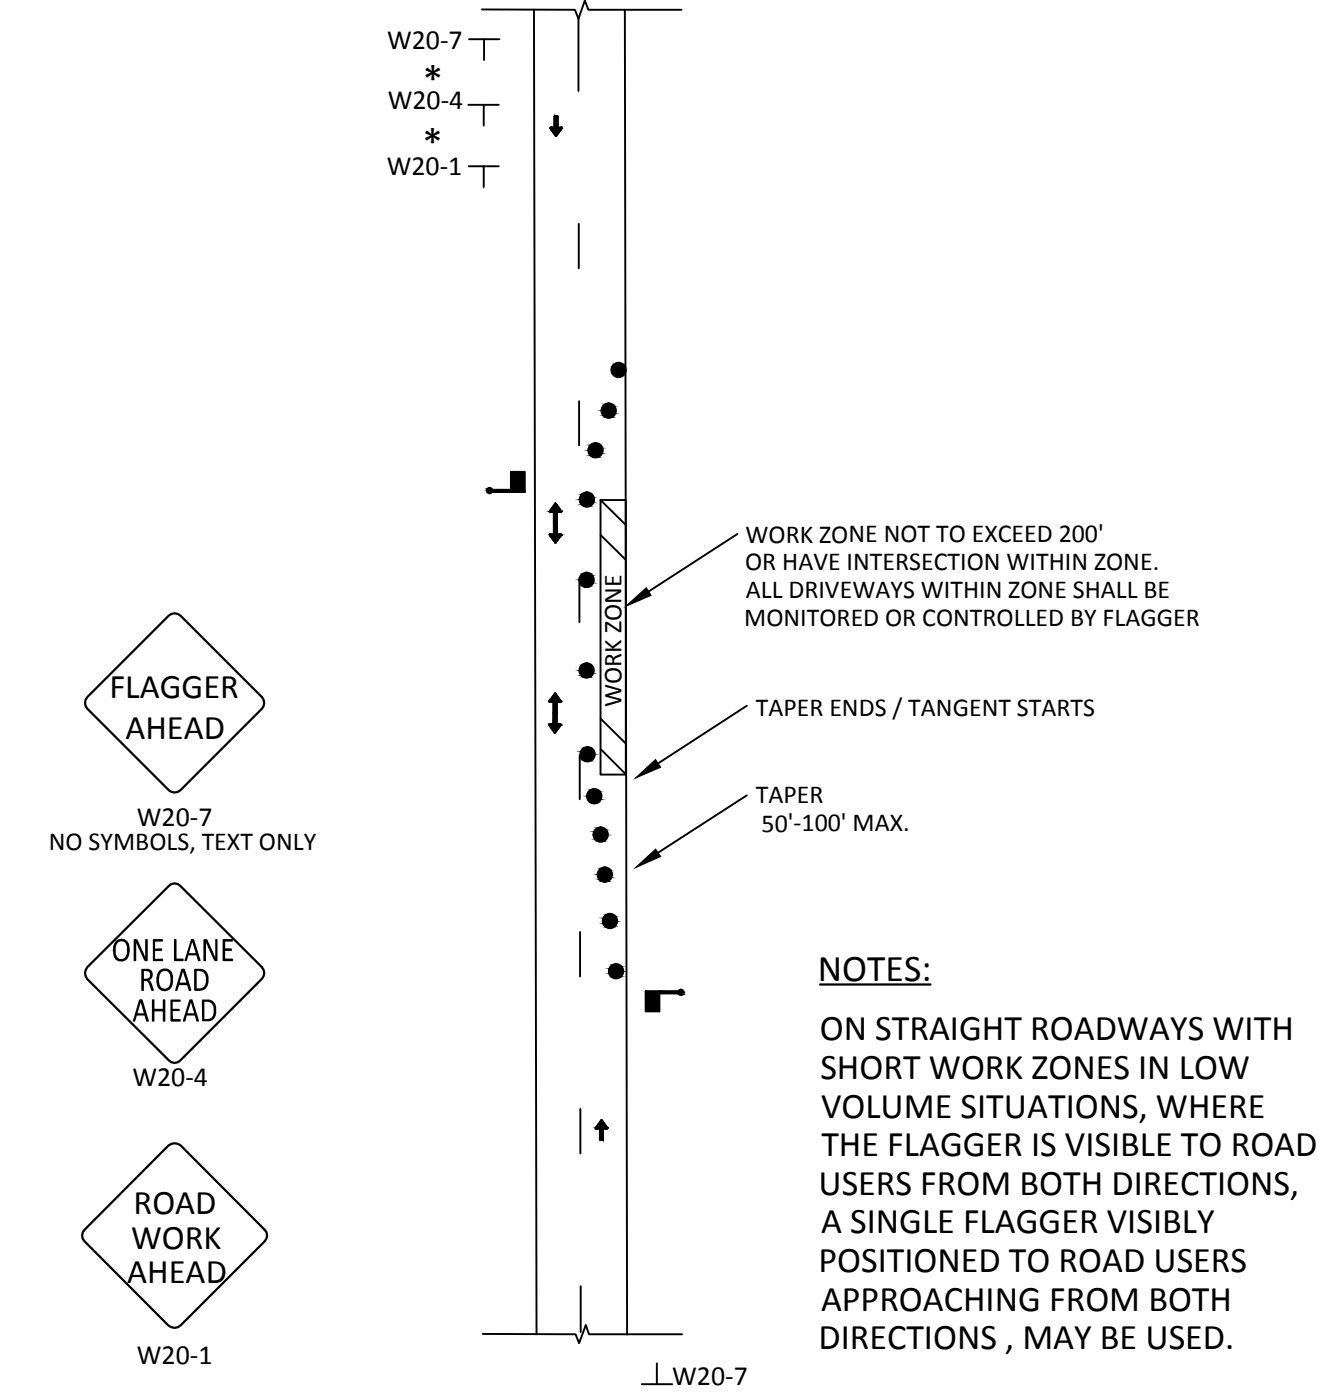 W20-7
*
W20-4
*
W20-1
WORK ZONE NOT TO EXCEED 200'
OR HAVE INTERSECTION WITHIN ZONE.
ALL DRIVEWAYS WITHIN ZONE SHALL BE
MONITORED OR CONTROLLED BY FLAGGER
WORK ZONE
TAPER ENDS / TANGENT STARTS
TAPER
50'-100' MAX.
FLAGGER
AHEAD
W20-7
NO SYMBOLS, TEXT ONLY
ONE LANE
ROAD
AHEAD
W20-4
ROAD
WORK
AHEAD
W20-1
NOTES:
ON STRAIGHT ROADWAYS WITH
SHORT WORK ZONES IN LOW
VOLUME SITUATIONS, WHERE
THE FLAGGER IS VISIBLE TO ROAD
USERS FROM BOTH DIRECTIONS,
A SINGLE FLAGGER VISIBLY
POSITIONED TO ROAD USERS
APPROACHING FROM BOTH
DIRECTIONS , MAY BE USED.
W20-7